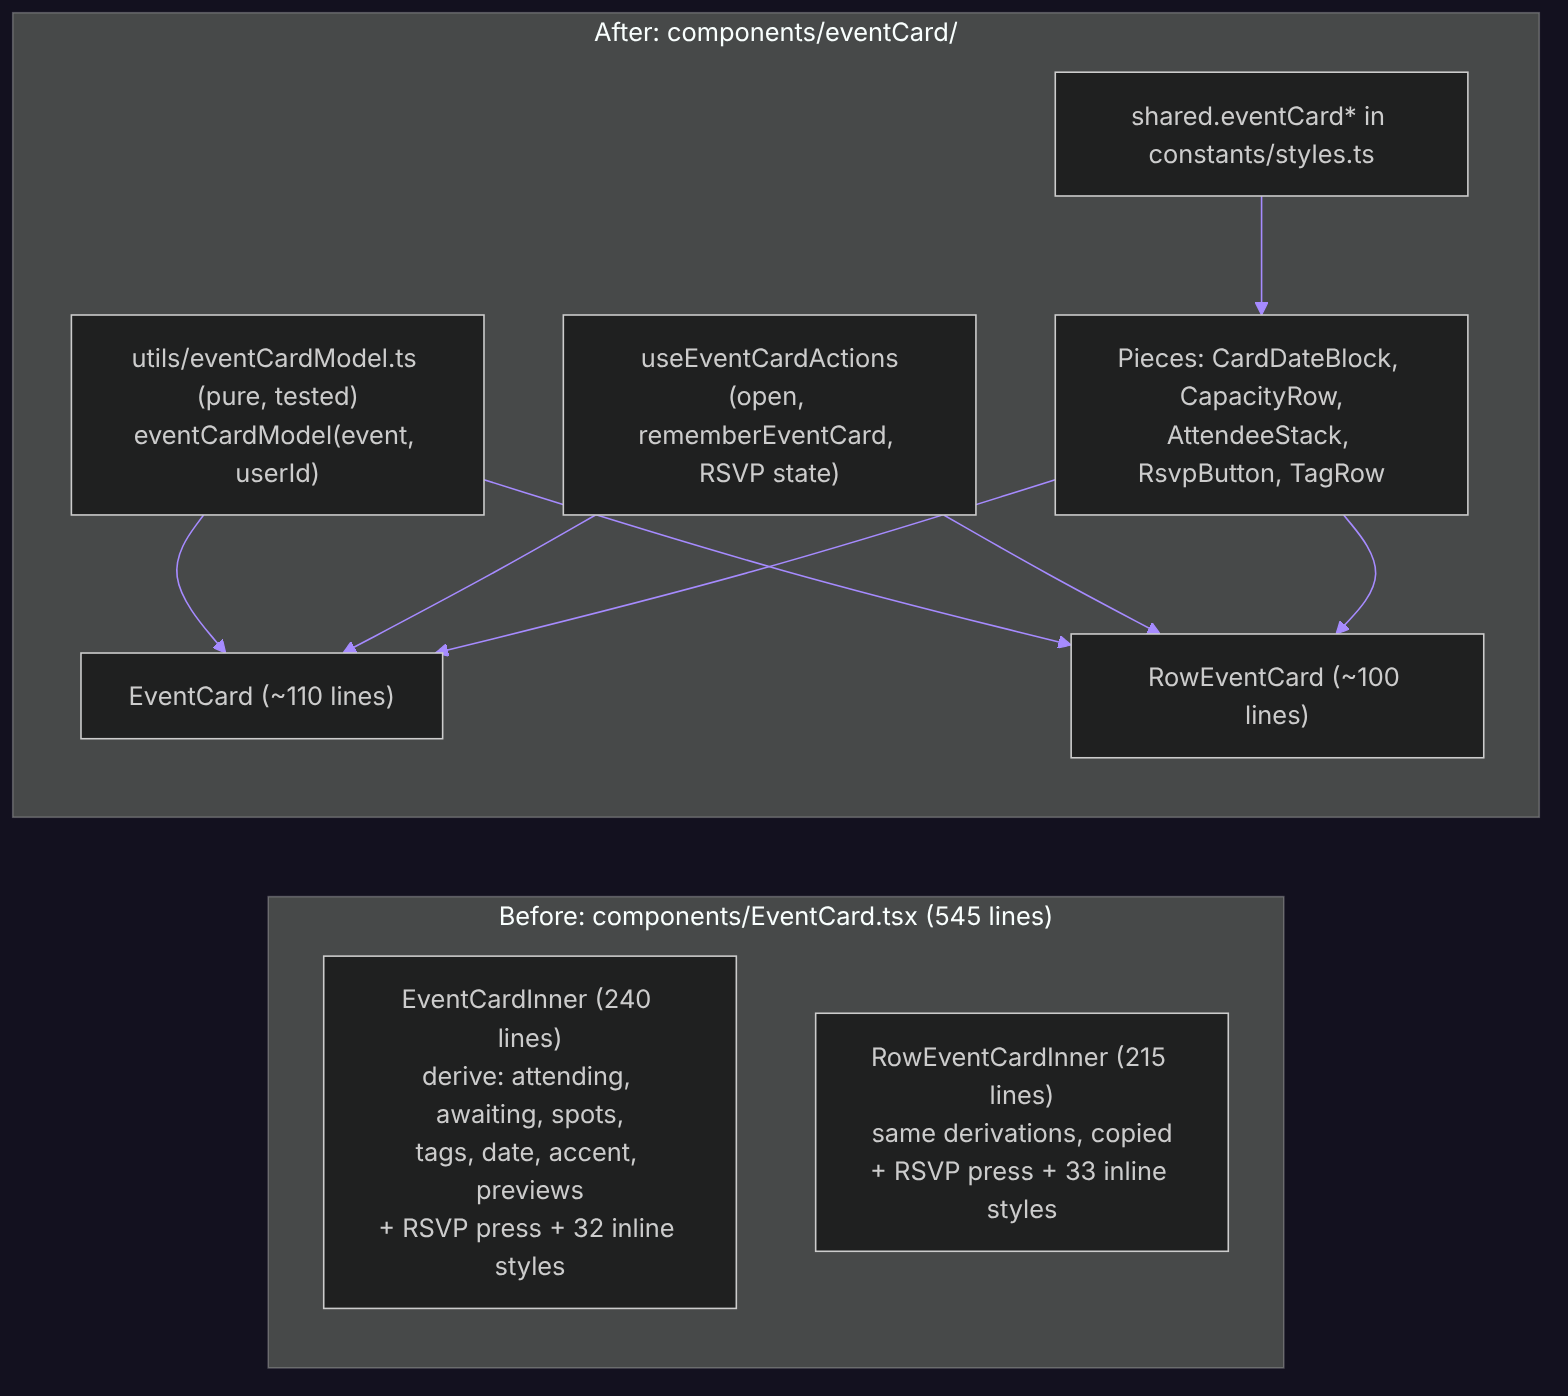 After: components/eventCard/
shared.eventCard* in
constants/styles.ts
utils/eventCardModel.ts
(pure, tested)
eventCardModel(event,
userId)
useEventCardActions
(open,
rememberEventCard,
RSVP state)
Pieces: CardDateBlock,
CapacityRow,
AttendeeStack,
RsvpButton, TagRow
EventCard (~110 lines)
RowEventCard (~100
lines)
Before: components/EventCard.tsx (545 lines)
EventCardInner (240
lines)
derive: attending,
awaiting, spots,
tags, date, accent,
previews
+ RSVP press + 32 inline
styles
RowEventCardInner (215
lines)
same derivations, copied
+ RSVP press + 33 inline
styles